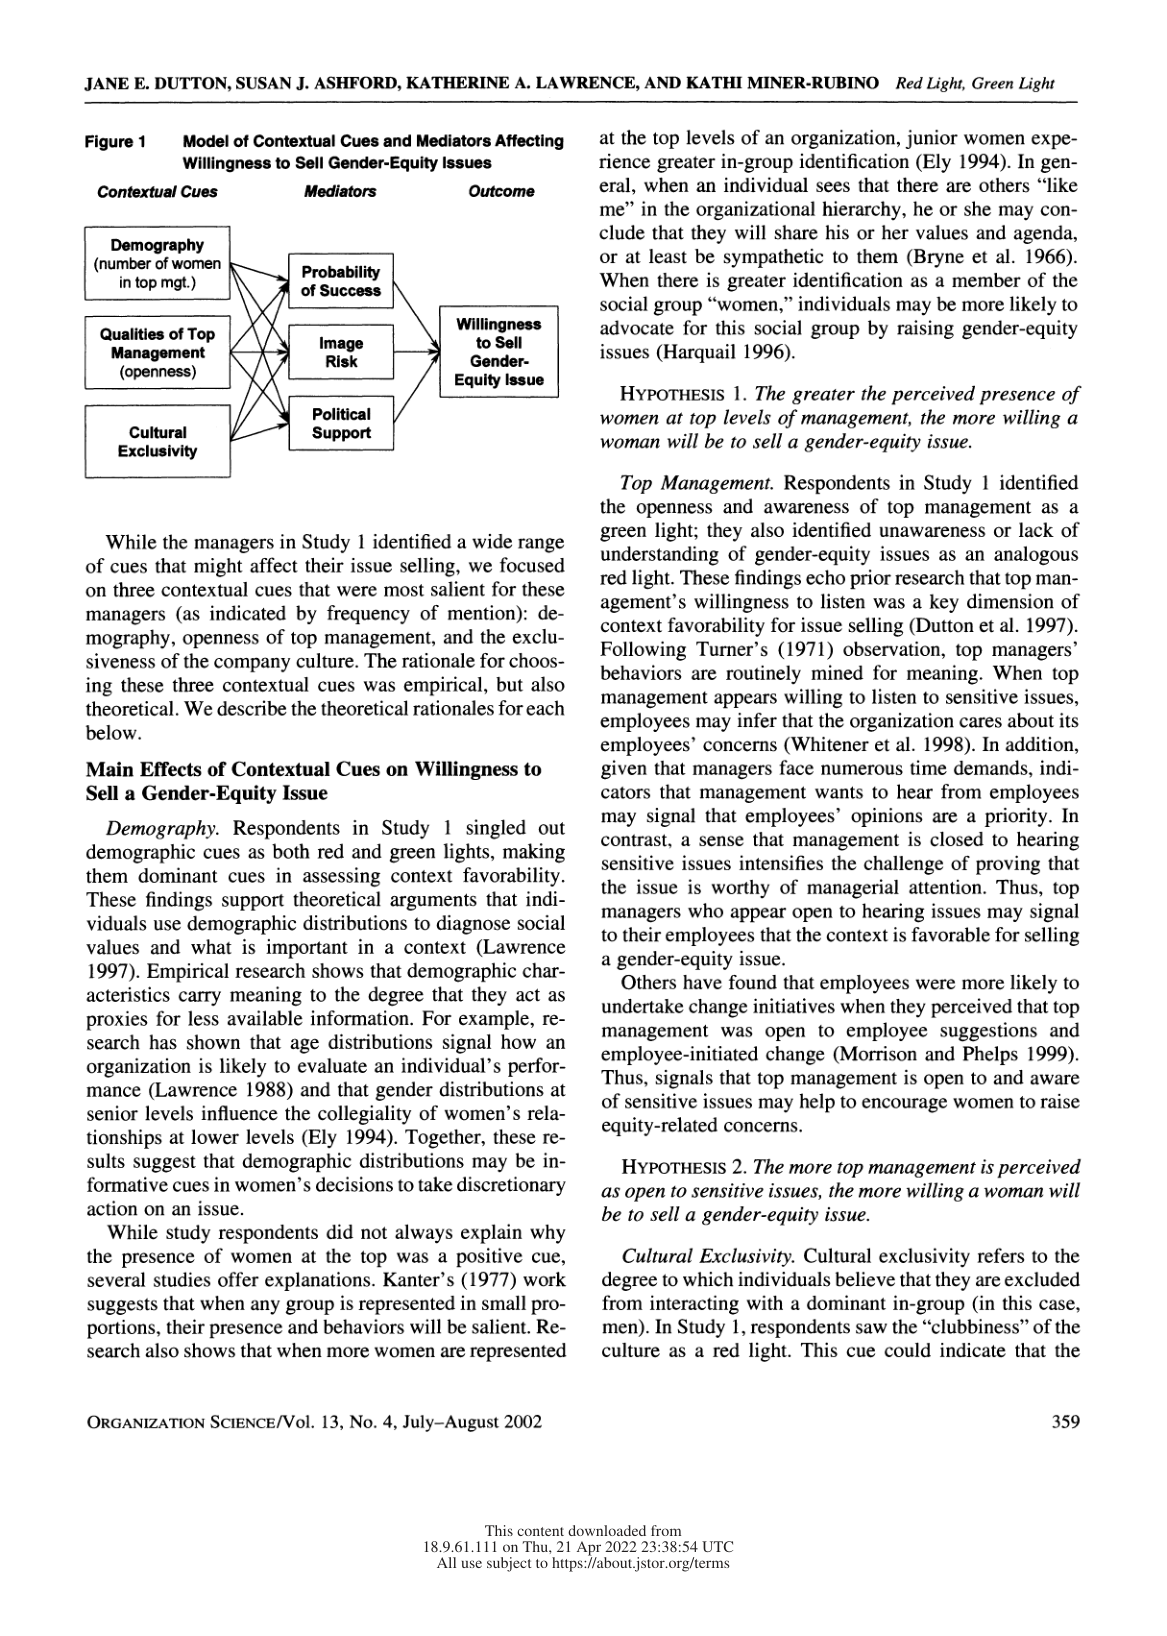 JANE E. DUTTON, SUSAN J. ASHFORD, KATHERINE A. LAWRENCE, AND KATHI MINER-RUBINO Red Light, Green Light
Figure 1 Model of Contextual Cues and Mediators Affecting
Willingness to Sell Gender-Equity Issues
Contextual Cues Mediators Outcome
Demography
(number of women
in top mgt.)
Qualities of Top
Management
(openness)
Cultural
Exclusivity
Probability
of Success
Image
Risk
Political
Support
Willingness
to Sell
Gender-
Equity Issue
While the managers in Study 1 identified a wide range
of cues that might affect their issue selling, we focused
on three contextual cues that were most salient for these
managers (as indicated by frequency of mention): de-
mography, openness of top management, and the exclu-
siveness of the company culture. The rationale for choos-
ing these three contextual cues was empirical, but also
theoretical. We describe the theoretical rationales for each
below.
Main Effects of Contextual Cues on Willingness to
Sell a Gender-Equity Issue
Demography. Respondents in Study 1 singled out
demographic cues as both red and green lights, making
them dominant cues in assessing context favorability.
These findings support theoretical arguments that indi-
viduals use demographic distributions to diagnose social
values and what is important in a context (Lawrence
1997). Empirical research shows that demographic char-
acteristics carry meaning to the degree that they act as
proxies for less available information. For example, re-
search has shown that age distributions signal how an
organization is likely to evaluate an individual's perfor-
mance (Lawrence 1988) and that gender distributions at
senior levels influence the collegiality of women's rela-
tionships at lower levels (Ely 1994). Together, these re-
sults suggest that demographic distributions may be in-
formative cues in women's decisions to take discretionary
action on an issue.
While study respondents did not always explain why
the presence of women at the top was a positive cue,
several studies offer explanations. Kanter's (1977) work
suggests that when any group is represented in small pro-
portions, their presence and behaviors will be salient. Re-
search also shows that when more women are represented
at the top levels of an organization, junior women expe-
rience greater in-group identification (Ely 1994). In gen-
eral, when an individual sees that there are others "like
me" in the organizational hierarchy, he or she may con-
clude that they will share his or her values and agenda,
or at least be sympathetic to them (Bryne et al. 1966).
When there is greater identification as a member of the
social group "women," individuals may be more likely to
advocate for this social group by raising gender-equity
issues (Harquail 1996).
HYPOTHESIS 1. The greater the perceived presence of
women at top levels of management, the more willing a
woman will be to sell a gender-equity issue.
Top Management. Respondents in Study 1 identified
the openness and awareness of top management as a
green light; they also identified unawareness or lack of
understanding of gender-equity issues as an analogous
red light. These findings echo prior research that top man-
agement's willingness to listen was a key dimension of
context favorability for issue selling (Dutton et al. 1997).
Following Turner's (1971) observation, top managers'
behaviors are routinely mined for meaning. When top
management appears willing to listen to sensitive issues,
employees may infer that the organization cares about its
employees' concerns (Whitener et al. 1998). In addition,
given that managers face numerous time demands, indi-
cators that management wants to hear from employees
may signal that employees' opinions are a priority. In
contrast, a sense that management is closed to hearing
sensitive issues intensifies the challenge of proving that
the issue is worthy of managerial attention. Thus, top
managers who appear open to hearing issues may signal
to their employees that the context is favorable for selling
a gender-equity issue.
Others have found that employees were more likely to
undertake change initiatives when they perceived that top
management was open to employee suggestions and
employee-initiated change (Morrison and Phelps 1999).
Thus, signals that top management is open to and aware
of sensitive issues may help to encourage women to raise
equity-related concerns.
HYPOTHESIS 2. The more top management is perceived
as open to sensitive issues, the more willing a woman will
be to sell a gender-equity issue.
Cultural Exclusivity. Cultural exclusivity refers to the
degree to which individuals believe that they are excluded
from interacting with a dominant in-group (in this case,
men). In Study 1, respondents saw the "clubbiness" of the
culture as a red light. This cue could indicate that the
ORGANIZATION SCIENCE/Vol. 13, No. 4, July–August 2002 359
This content downloaded from
18.9.61.111 on Thu, 21 Apr 2022 23:38:54 UTC
All use subject to https://about.jstor.org/terms